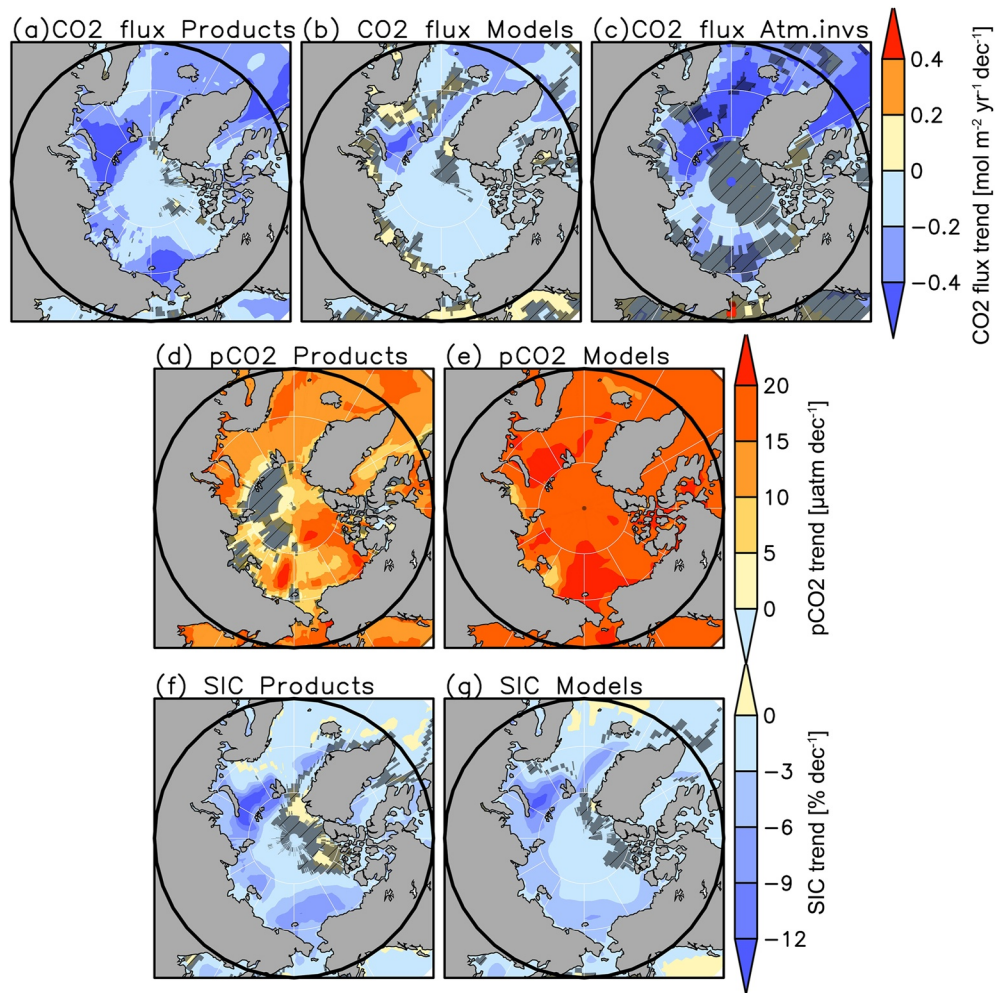 (a)CO2 flux Products
(b) CO2 flux Models
(c)CO2 flux Atm.invs
0.4
0.2
0
−0.2
−0.4
CO2 flux trend [mol m⁻² yr⁻¹ dec⁻¹]
(d) pCO2 Products
(e) pCO2 Models
20
15
10
5
0
pCO2 trend [µatm dec⁻¹]
(f) SIC Products
(g) SIC Models
0
−3
−6
−9
−12
SIC trend [% dec⁻¹]